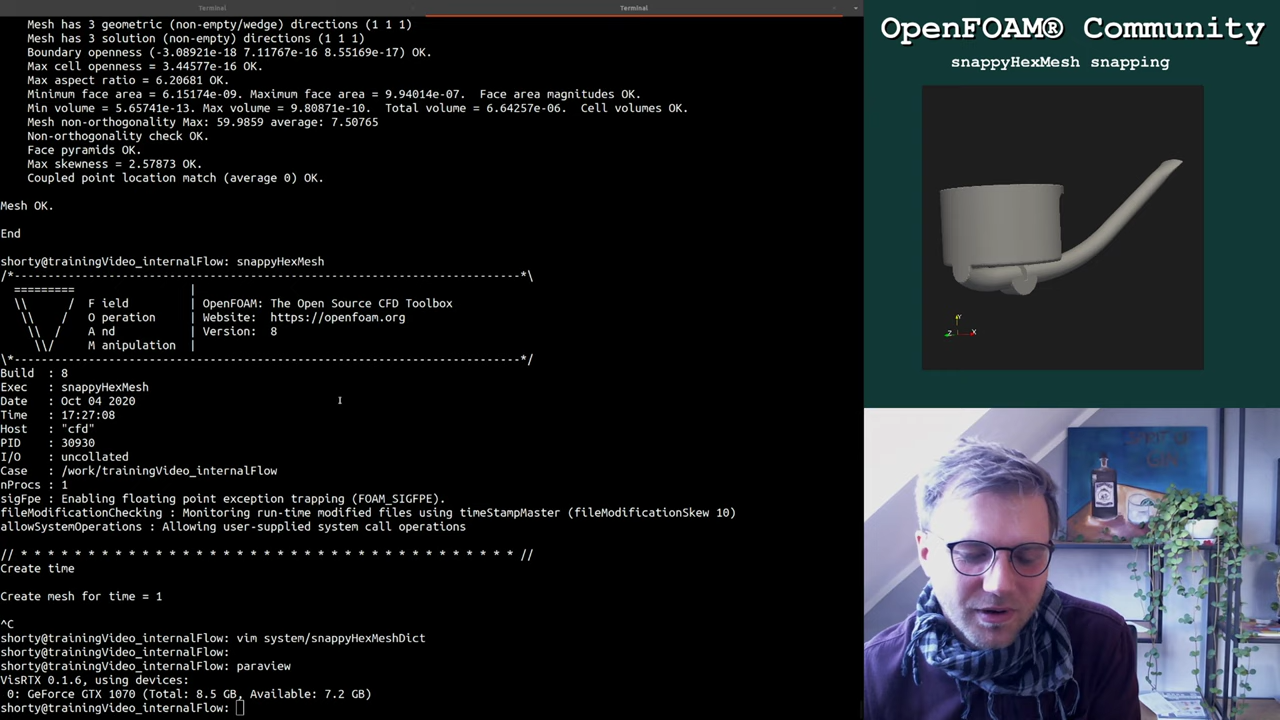 Terminal
Terminal
Mesh has 3 geometric (non-empty/wedge) directions (1 1 1)
Mesh has 3 solution (non-empty) directions (1 1 1)
Boundary openness (-3.08921e-18 7.11767e-16 8.55169e-17) OK.
Max cell openness = 3.44577e-16 OK.
Max aspect ratio = 6.20681 OK.
Minimum face area = 6.15174e-09. Maximum face area = 9.94014e-07.  Face area magnitudes OK.
Min volume = 5.65741e-13. Max volume = 9.80871e-10.  Total volume = 6.64257e-06.  Cell volumes OK.
Mesh non-orthogonality Max: 59.9859 average: 7.50765
Non-orthogonality check OK.
Face pyramids OK.
Max skewness = 2.57873 OK.
Coupled point location match (average 0) OK.
Mesh OK.
End
shorty@trainingVideo_internalFlow: snappyHexMesh
/*---------------------------------------------------------------------------*\
  =========                 |
  \\      /  F ield         | OpenFOAM: The Open Source CFD Toolbox
   \\    /   O peration     | Website:  https://openfoam.org
    \\  /    A nd           | Version:  8
     \\/     M anipulation  |
\*---------------------------------------------------------------------------*/
Build  : 8
Exec   : snappyHexMesh
Date   : Oct 04 2020
Time   : 17:27:08
Host   : "cfd"
PID    : 30930
I/O    : uncollated
Case   : /work/trainingVideo_internalFlow
nProcs : 1
sigFpe : Enabling floating point exception trapping (FOAM_SIGFPE).
fileModificationChecking : Monitoring run-time modified files using timeStampMaster (fileModificationSkew 10)
allowSystemOperations : Allowing user-supplied system call operations
// * * * * * * * * * * * * * * * * * * * * * * * * * * * * * * * * * * * * * //
Create time
Create mesh for time = 1
^C
shorty@trainingVideo_internalFlow: vim system/snappyHexMeshDict
shorty@trainingVideo_internalFlow:
shorty@trainingVideo_internalFlow: paraview
VisRTX 0.1.6, using devices:
 0: GeForce GTX 1070 (Total: 8.5 GB, Available: 7.2 GB)
shorty@trainingVideo_internalFlow:
OpenFOAM® Community
snappyHexMesh snapping
Y
Z X